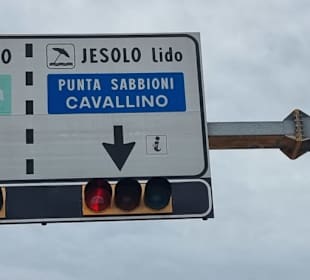 JESOLO Lido
PUNTA SABBIONI
CAVALLINO
i